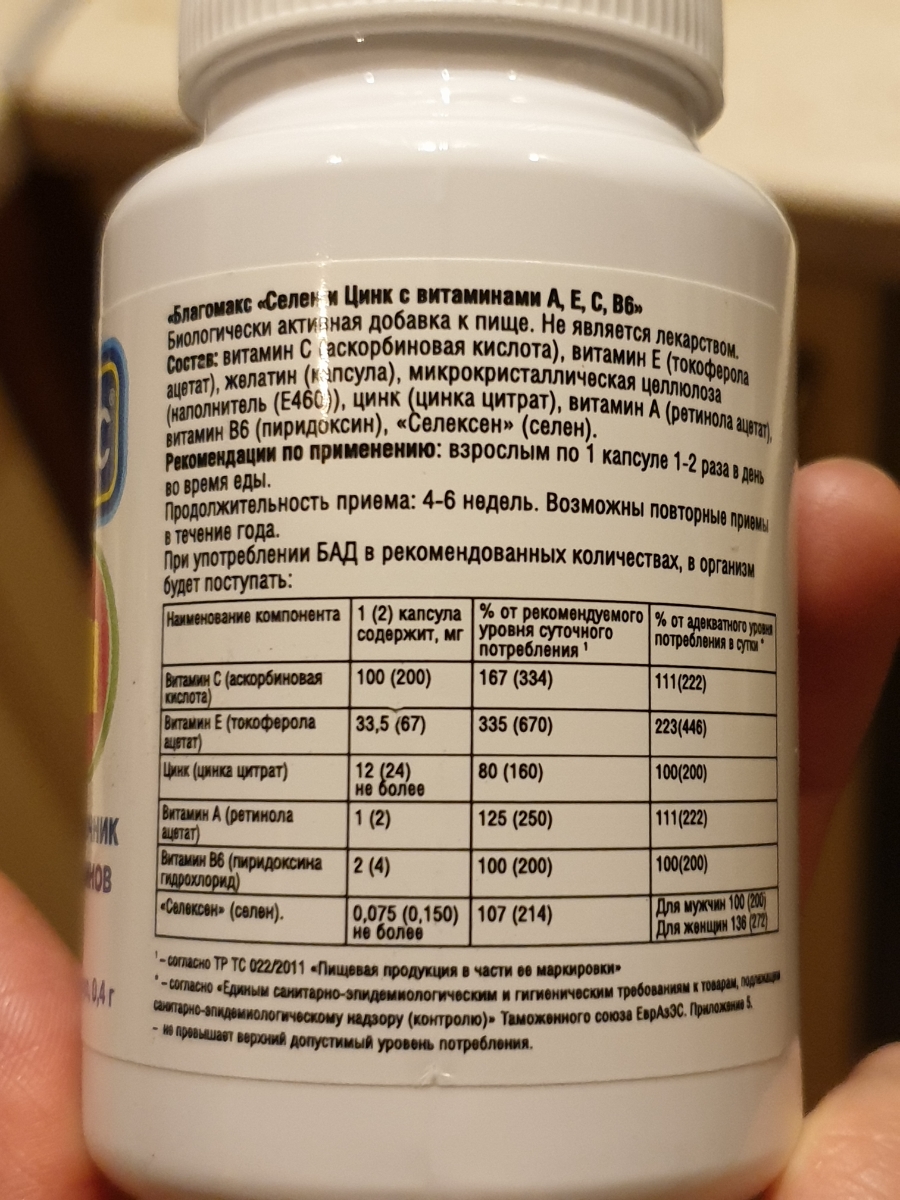 «Благомакс «Селен и Цинк с витаминами А, Е, С, В6»
Биологически активная добавка к пище. Не является лекарством.
Состав: витамин С (аскорбиновая кислота), витамин Е (токоферола
ацетат), желатин (капсула), микрокристаллическая целлюлоза
(наполнитель (Е460)), цинк (цинка цитрат), витамин А (ретинола ацетат),
витамин В6 (пиридоксин), «Селексен» (селен).
Рекомендации по применению: взрослым по 1 капсуле 1-2 раза в день
во время еды.
Продолжительность приема: 4-6 недель. Возможны повторные приемы
в течение года.
При употреблении БАД в рекомендованных количествах, в организм
будет поступать:
Наименование компонента 1 (2) капсула содержит, мг % от рекомендуемого уровня суточного потребления ¹ % от адекватного уровня потребления в сутки *
Витамин С (аскорбиновая кислота) 100 (200) 167 (334) 111(222)
Витамин Е (токоферола ацетат) 33,5 (67) 335 (670) 223(446)
Цинк (цинка цитрат) 12 (24) не более 80 (160) 100(200)
Витамин А (ретинола ацетат) 1 (2) 125 (250) 111(222)
Витамин В6 (пиридоксина гидрохлорид) 2 (4) 100 (200) 100(200)
«Селексен» (селен). 0,075 (0,150) не более 107 (214) Для мужчин 100 (200) Для женщин 136 (272)
¹ – согласно ТР ТС 022/2011 «Пищевая продукция в части ее маркировки»
* – согласно «Единым санитарно-эпидемиологическим и гигиеническим требованиям к товарам, подлежащим
санитарно-эпидемиологическому надзору (контролю)» Таможенного союза ЕврАзЭС. Приложение 5.
– не превышает верхний допустимый уровень потребления.
0,4 г